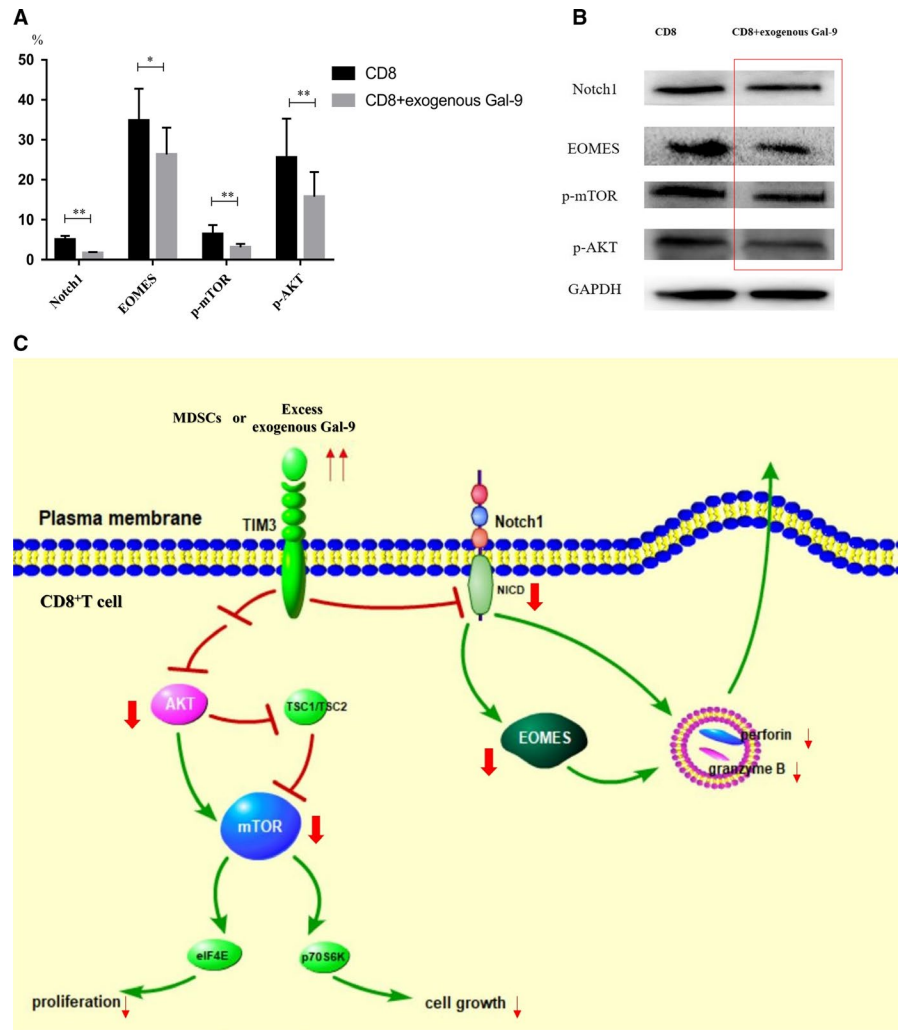 A
%
50
40
30
20
10
0
*
**
**
**
CD8
CD8+exogenous Gal-9
Notch1
EOMES
p-mTOR
p-AKT
B
CD8 CD8+exogenous Gal-9
Notch1
EOMES
p-mTOR
p-AKT
GAPDH
C
MDSCs or Excess
exogenous Gal-9
TIM3
Notch1
Plasma membrane
NICD
CD8+T cell
AKT
TSC1/TSC2
EOMES
perforin
granzyme B
mTOR
eIF4E
p70S6K
proliferation
cell growth